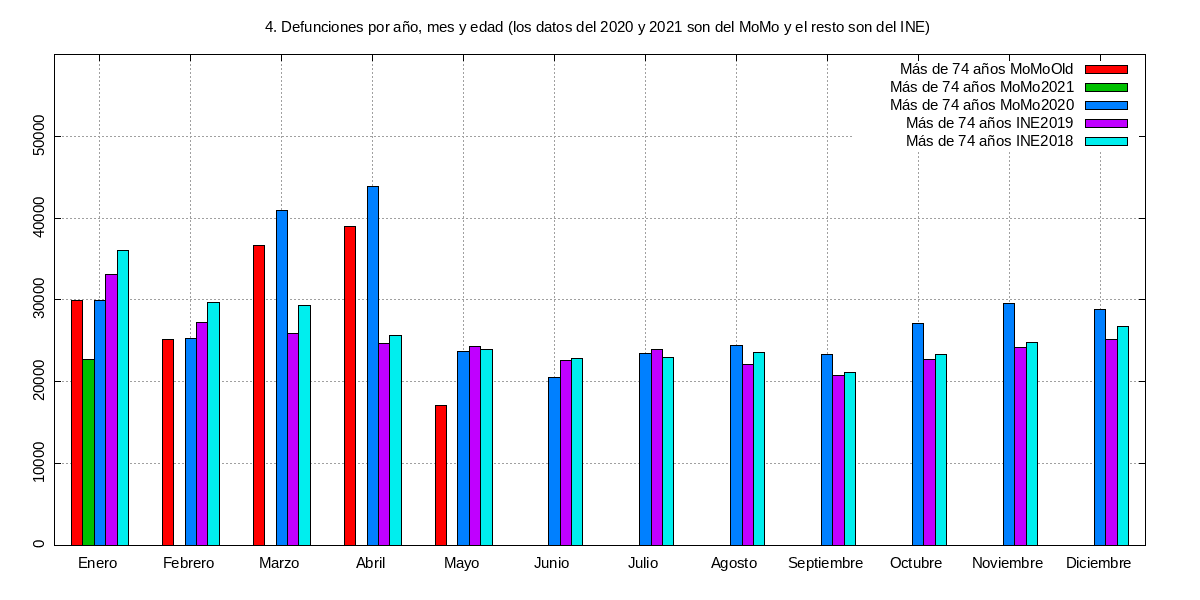 4. Defunciones por año, mes y edad (los datos del 2020 y 2021 son del MoMo y el resto son del INE)
Más de 74 años MoMoOld
Más de 74 años MoMo2021
Más de 74 años MoMo2020
Más de 74 años INE2019
Más de 74 años INE2018
50000
40000
30000
20000
10000
0
Enero Febrero Marzo Abril Mayo Junio Julio Agosto Septiembre Octubre Noviembre Diciembre